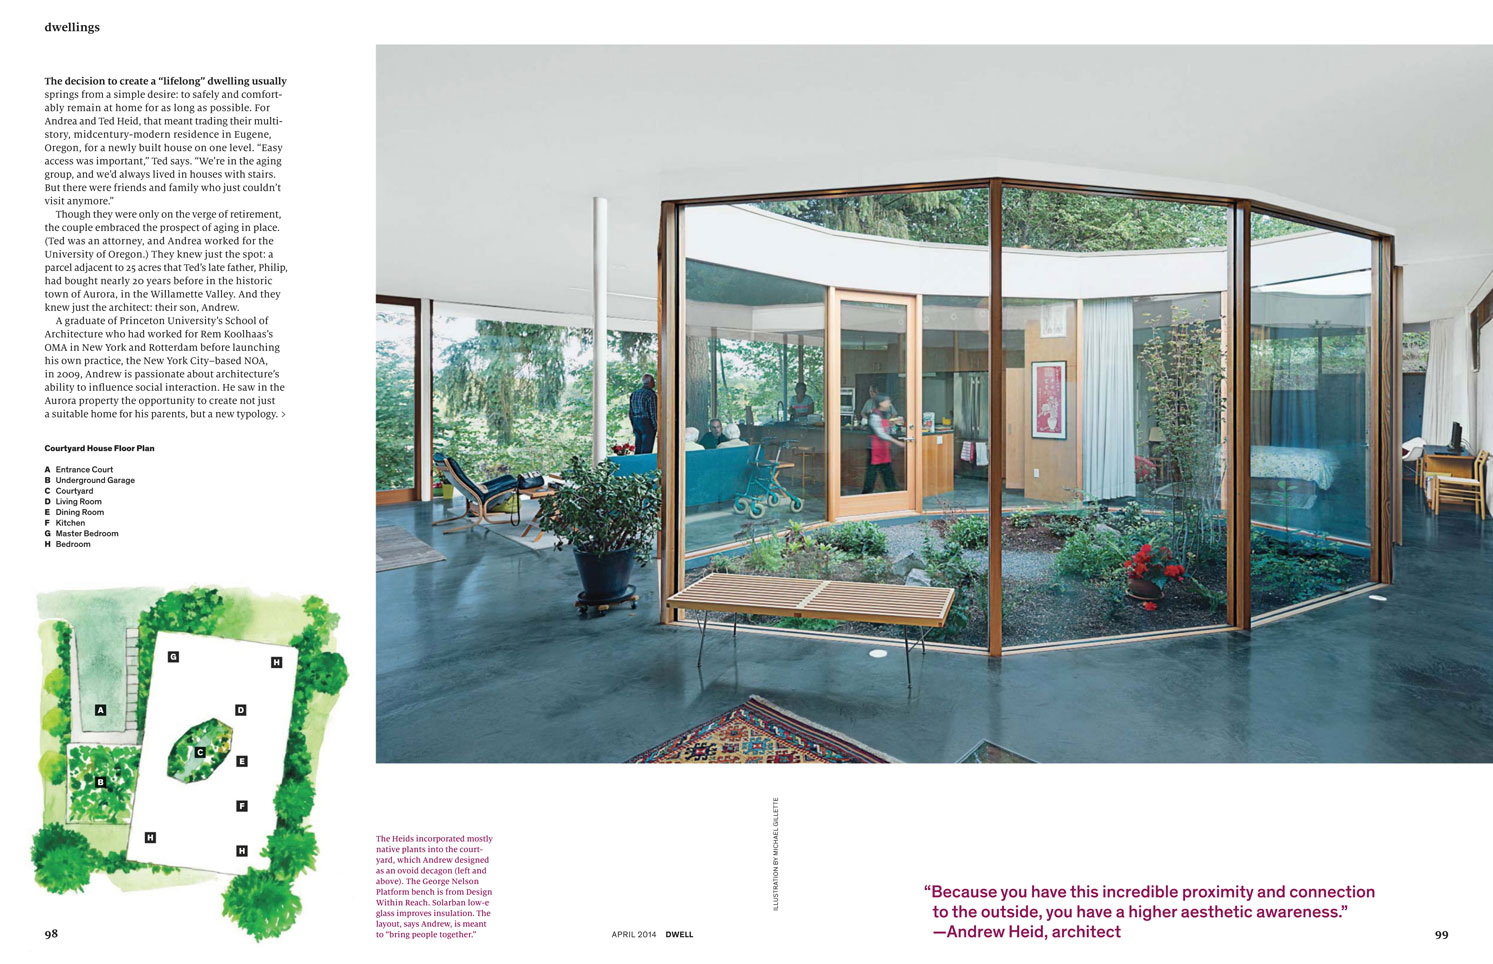 dwellings
The decision to create a “lifelong” dwelling usually
springs from a simple desire: to safely and comfort-
ably remain at home for as long as possible. For
Andrea and Ted Heid, that meant trading their multi-
story, midcentury-modern residence in Eugene,
Oregon, for a newly built house on one level. “Easy
access was important,” Ted says. “We’re in the aging
group, and we’d always lived in houses with stairs.
But there were friends and family who just couldn’t
visit anymore.”
Though they were only on the verge of retirement,
the couple embraced the prospect of aging in place.
(Ted was an attorney, and Andrea worked for the
University of Oregon.) They knew just the spot: a
parcel adjacent to 25 acres that Ted’s late father, Philip,
had bought nearly 20 years before in the historic
town of Aurora, in the Willamette Valley. And they
knew just the architect: their son, Andrew.
A graduate of Princeton University’s School of
Architecture who had worked for Rem Koolhaas’s
OMA in New York and Rotterdam before launching
his own practice, the New York City–based NOA,
in 2009, Andrew is passionate about architecture’s
ability to influence social interaction. He saw in the
Aurora property the opportunity to create not just
a suitable home for his parents, but a new typology. >
Courtyard House Floor Plan
A Entrance Court
B Underground Garage
C Courtyard
D Living Room
E Dining Room
F Kitchen
G Master Bedroom
H Bedroom
G
H
A
D
C
E
B
F
H
H
The Heids incorporated mostly
native plants into the court-
yard, which Andrew designed
as an ovoid decagon (left and
above). The George Nelson
Platform bench is from Design
Within Reach. Solarban low-e
glass improves insulation. The
layout, says Andrew, is meant
to “bring people together.”
ILLUSTRATION BY MICHAEL GILLETTE
“Because you have this incredible proximity and connection
to the outside, you have a higher aesthetic awareness.”
—Andrew Heid, architect
98
APRIL 2014 DWELL
99